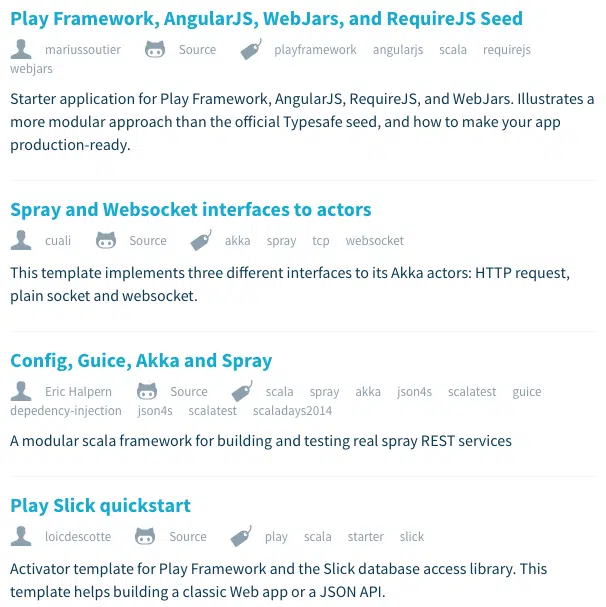 Play Framework, AngularJS, WebJars, and RequireJS Seed
mariussoutier Source playframework angularjs scala requirejs
webjars
Starter application for Play Framework, AngularJS, RequireJS, and WebJars. Illustrates a
more modular approach than the official Typesafe seed, and how to make your app
production-ready.
Spray and Websocket interfaces to actors
cuali Source akka spray tcp websocket
This template implements three different interfaces to its Akka actors: HTTP request,
plain socket and websocket.
Config, Guice, Akka and Spray
Eric Halpern Source scala spray akka json4s scalatest guice
depedency-injection json4s scalatest scaladays2014
A modular scala framework for building and testing real spray REST services
Play Slick quickstart
loicdescotte Source play scala starter slick
Activator template for Play Framework and the Slick database access library. This
template helps building a classic Web app or a JSON API.